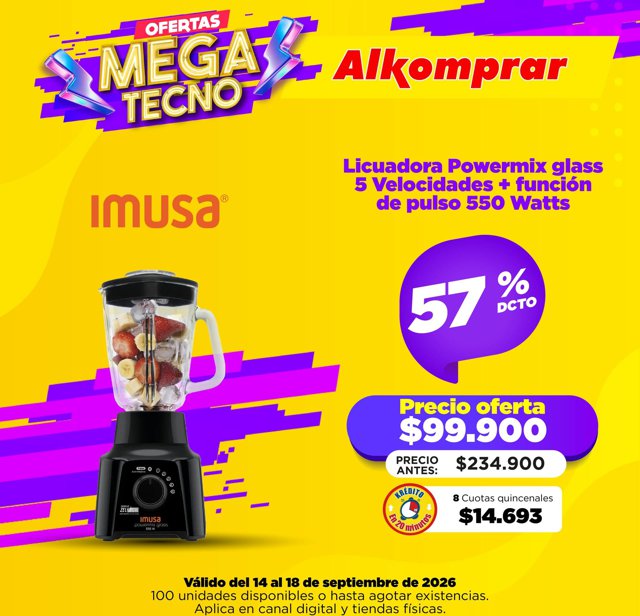 OFERTAS
MEGA
TECNO
Alkomprar
Licuadora Powermix glass
5 Velocidades + función
de pulso 550 Watts
IMUSA®
57 %
DCTO
Precio oferta
$99.900
PRECIO
ANTES: $234.900
KRÉDITO
En 20 minutos
8 Cuotas quincenales
$14.693
IMUSA
powermix glass
550 W
Válido del 14 al 18 de septiembre de 2026
100 unidades disponibles o hasta agotar existencias.
Aplica en canal digital y tiendas físicas.